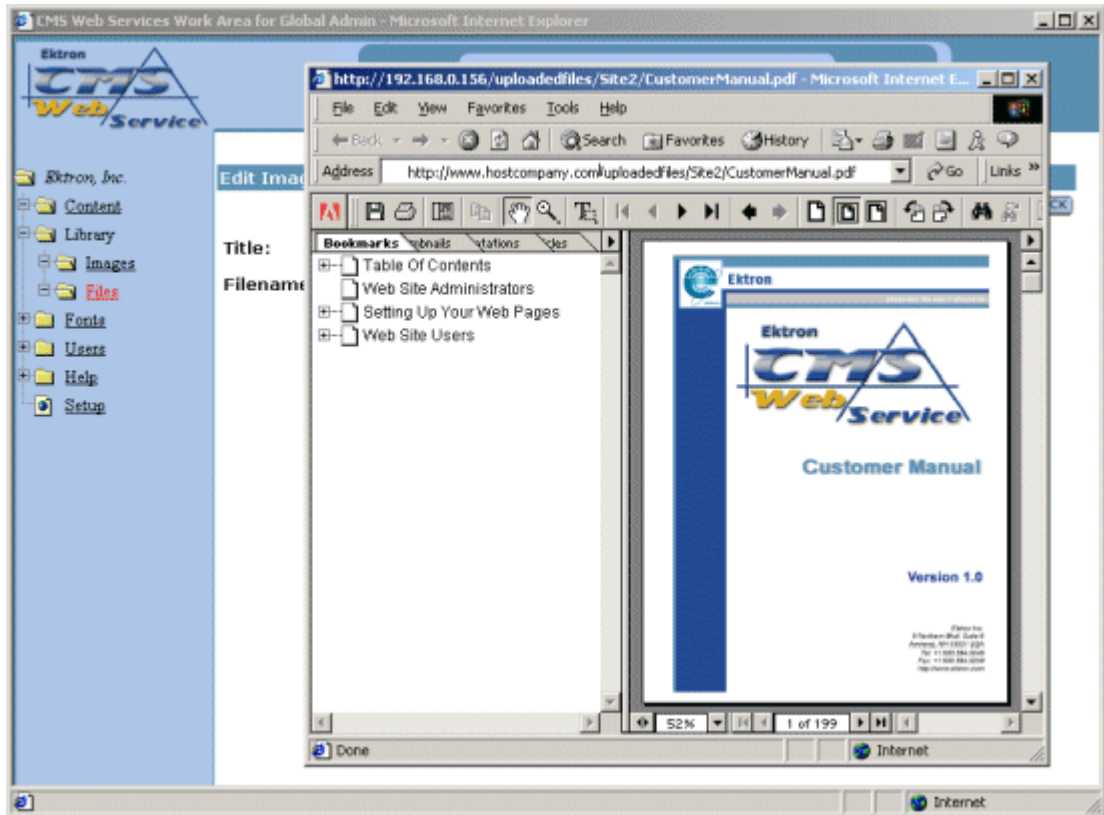 CMS Web Services Work Area for Global Admin - Microsoft Internet Explorer
Ektron
CMS
Web
Service
Ektron, Inc.
Content
Library
Images
Files
Fonts
Users
Help
Setup
Edit Imag
Title:
Filename
CK
http://192.168.0.156/uploadedfiles/Site2/CustomerManual.pdf - Microsoft Internet E...
File Edit View Favorites Tools Help
Back Search Favorites History
Address http://www.hostcompany.com/uploadedfiles/Site2/CustomerManual.pdf Go Links »
Bookmarks
Table Of Contents
Web Site Administrators
Setting Up Your Web Pages
Web Site Users
Ektron
Ektron
CMS
Web
Service
Customer Manual
Version 1.0
52% 1 of 199
Done Internet
Internet